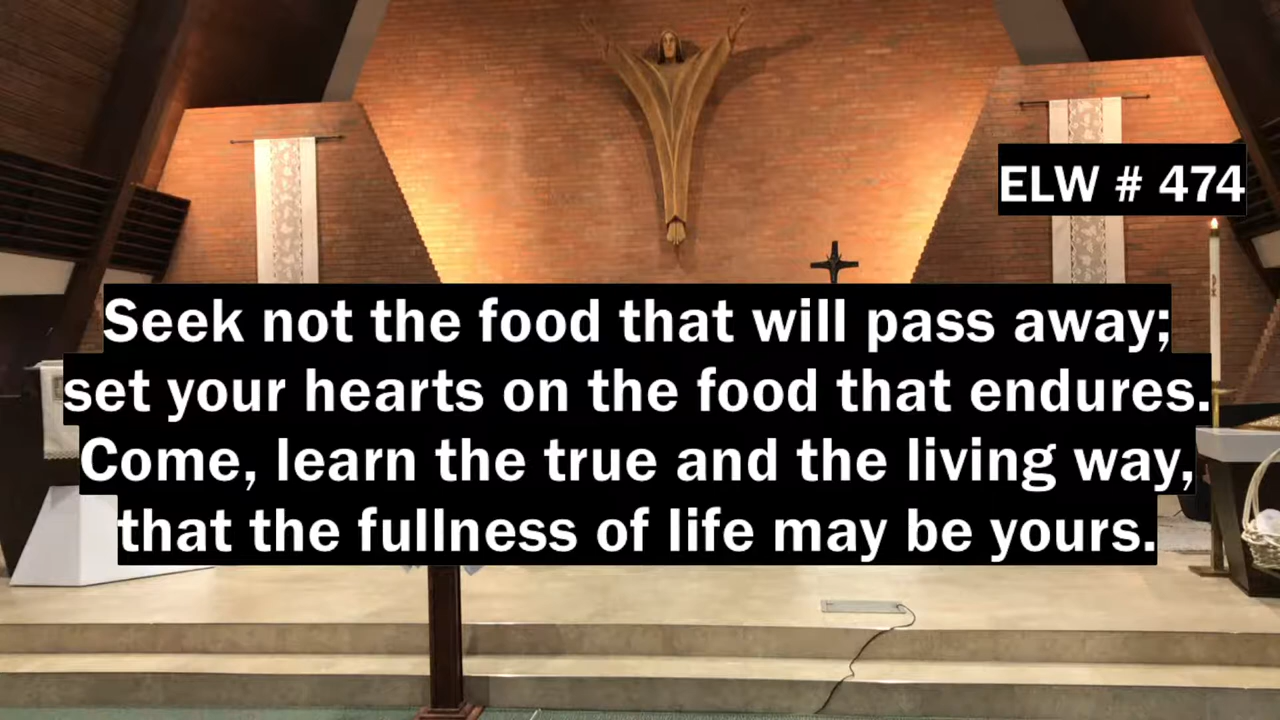 ELW # 474
Seek not the food that will pass away;
set your hearts on the food that endures.
Come, learn the true and the living way,
that the fullness of life may be yours.